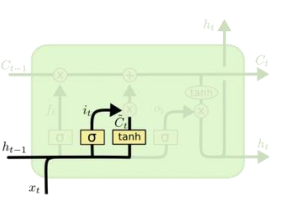 h_t
C_{t-1} × + C_t
tanh
f_t i_t × o_t ×
C̃_t
σ σ tanh σ
h_{t-1} h_t
x_t